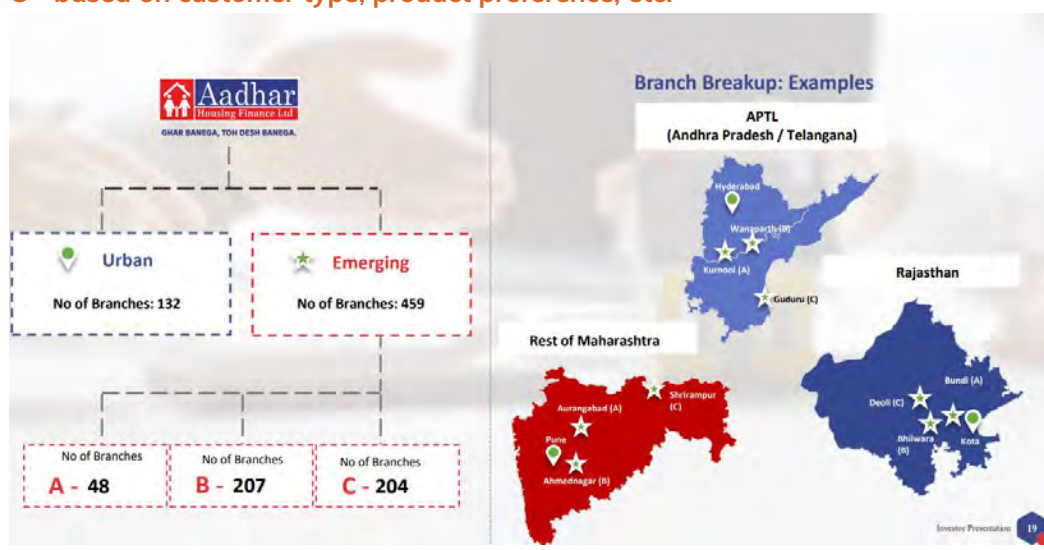 C - based on customer type, product preference, etc.
Aadhar
Housing Finance Ltd
GHAR BANEGA, TOH DESH BANEGA.
Urban
No of Branches: 132
Emerging
No of Branches: 459
No of Branches
A - 48
No of Branches
B - 207
No of Branches
C - 204
Branch Breakup: Examples
APTL
(Andhra Pradesh / Telangana)
Hyderabad
Wanaparth (B)
Kurnool (A)
Guduru (C)
Rest of Maharashtra
Shrirampur
(C)
Aurangabad (A)
Pune
Ahmednagar (B)
Rajasthan
Bundi (A)
Deoli (C)
Bhilwara
(B)
Kota
Investor Presentation 19